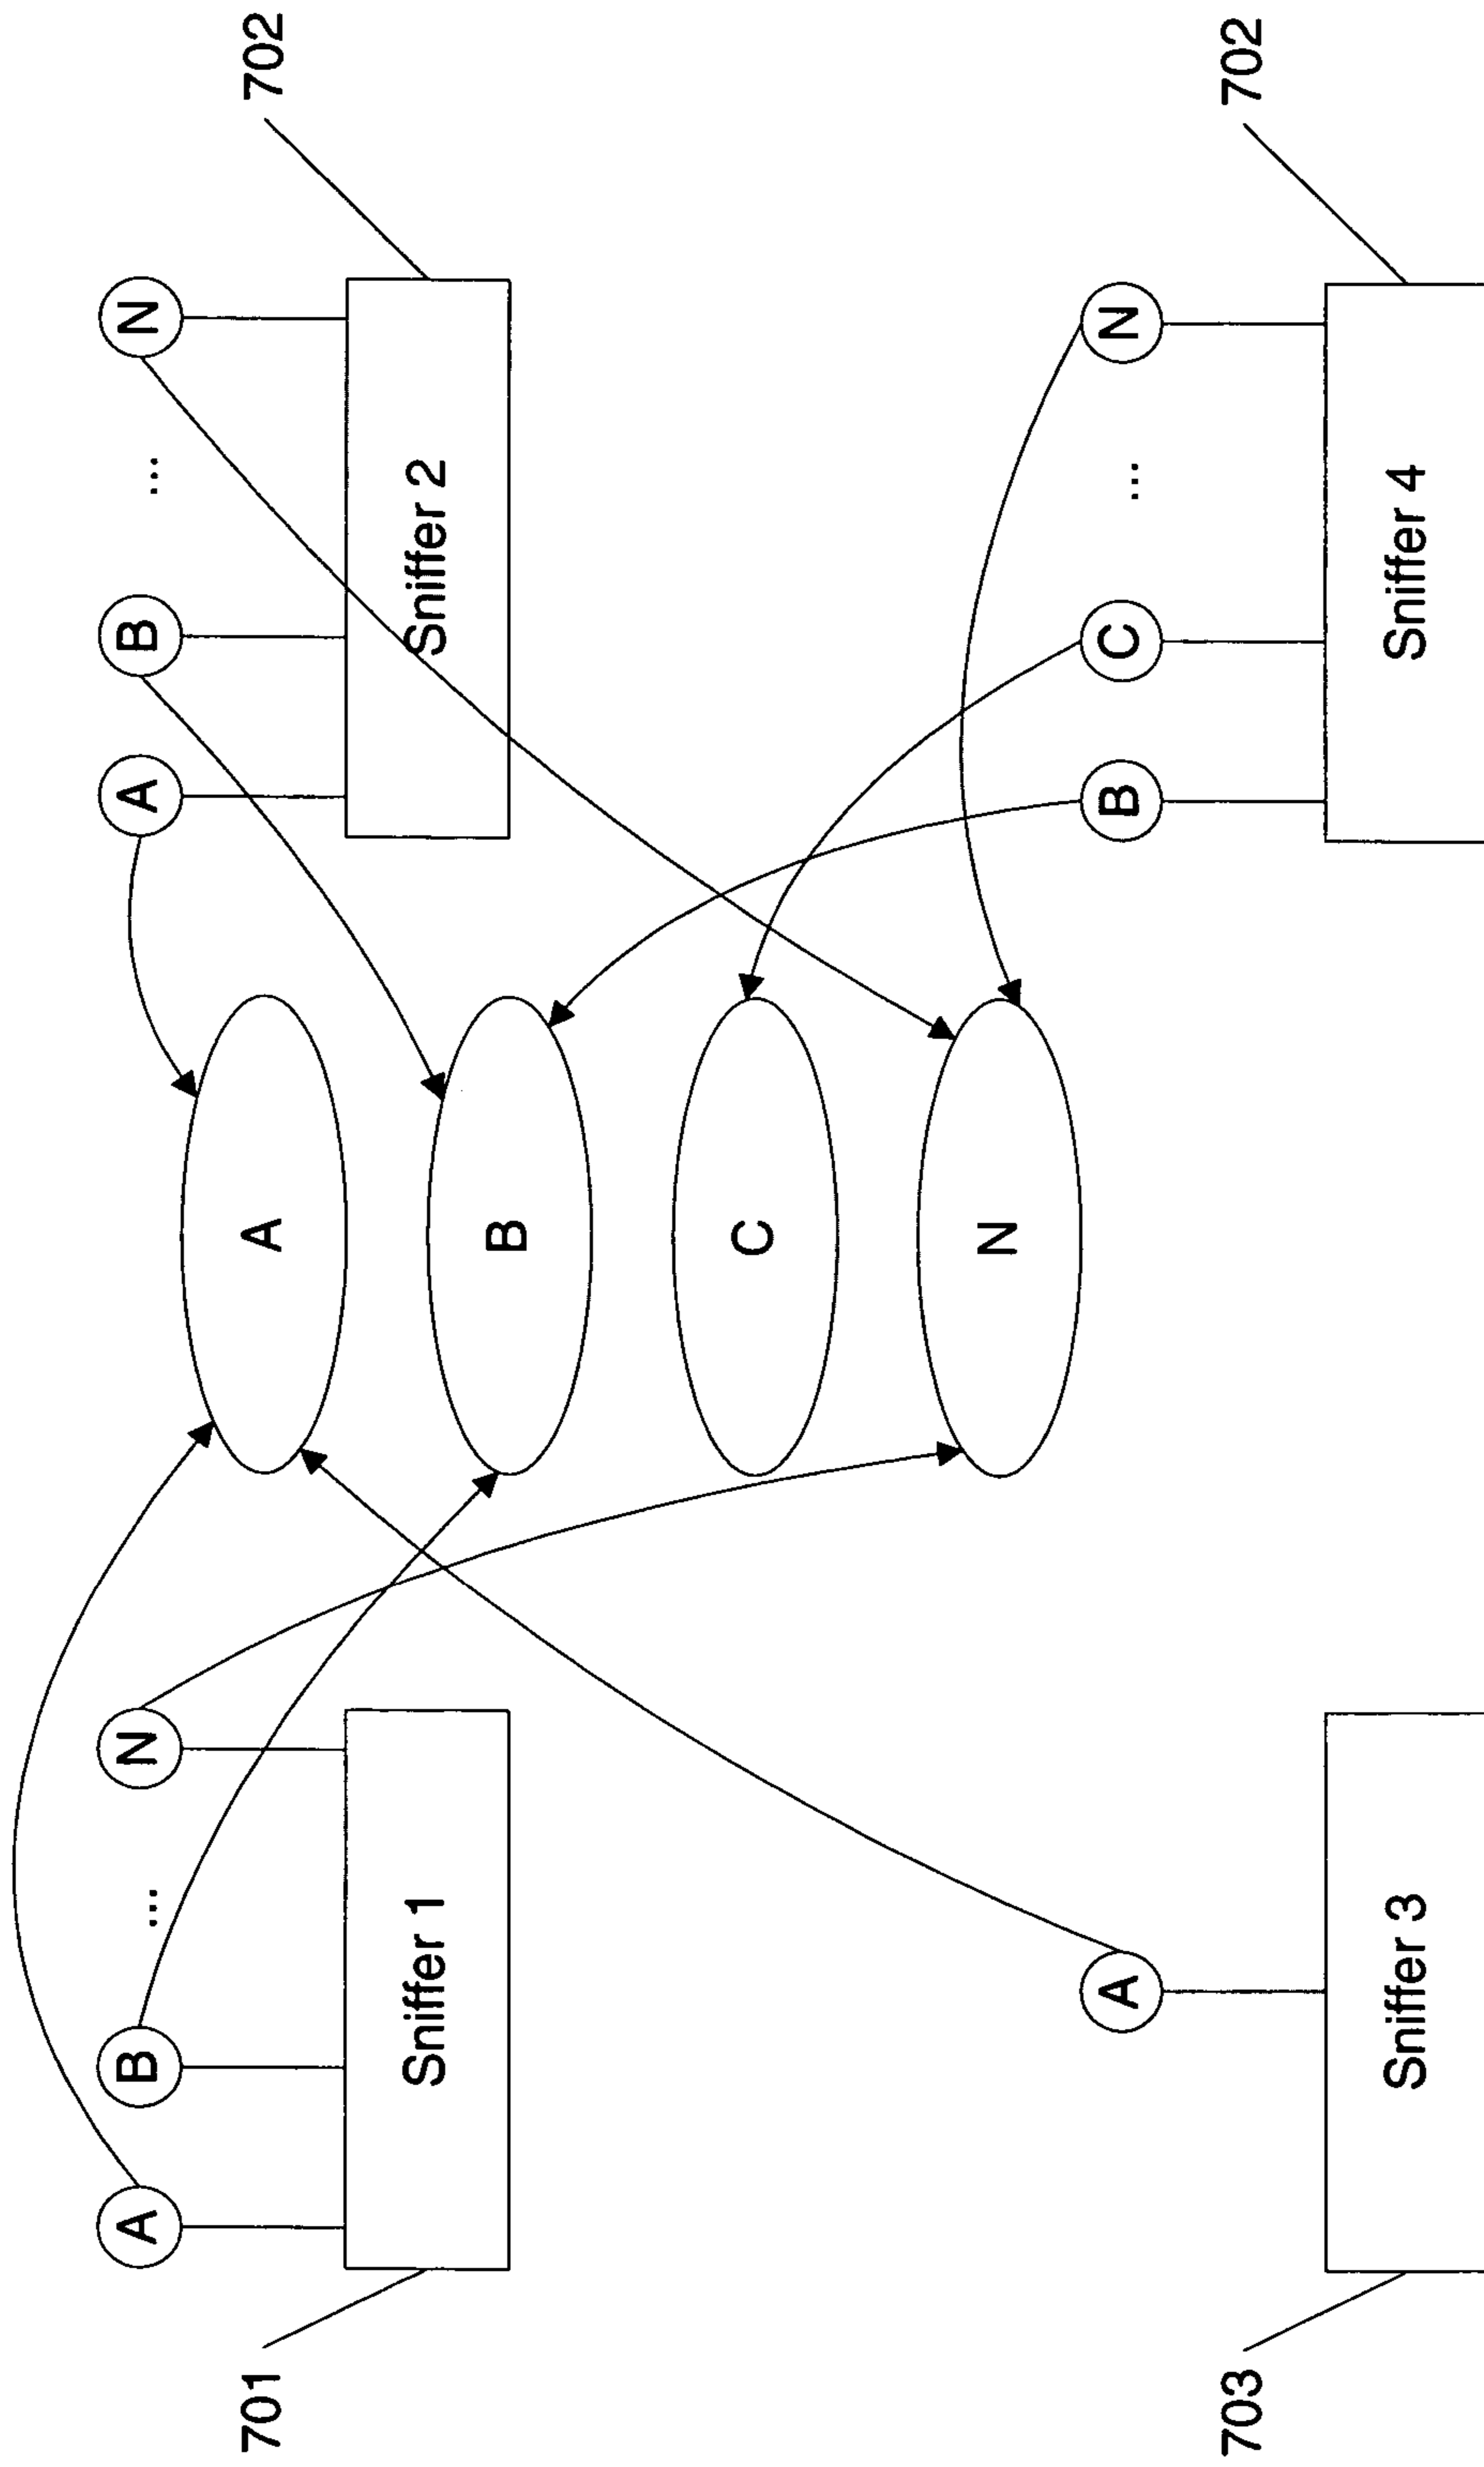 A
B
...
N
Sniffer 1
701
A
B
...
N
Sniffer 2
702
A
B
C
N
A
Sniffer 3
703
B
C
...
N
Sniffer 4
702